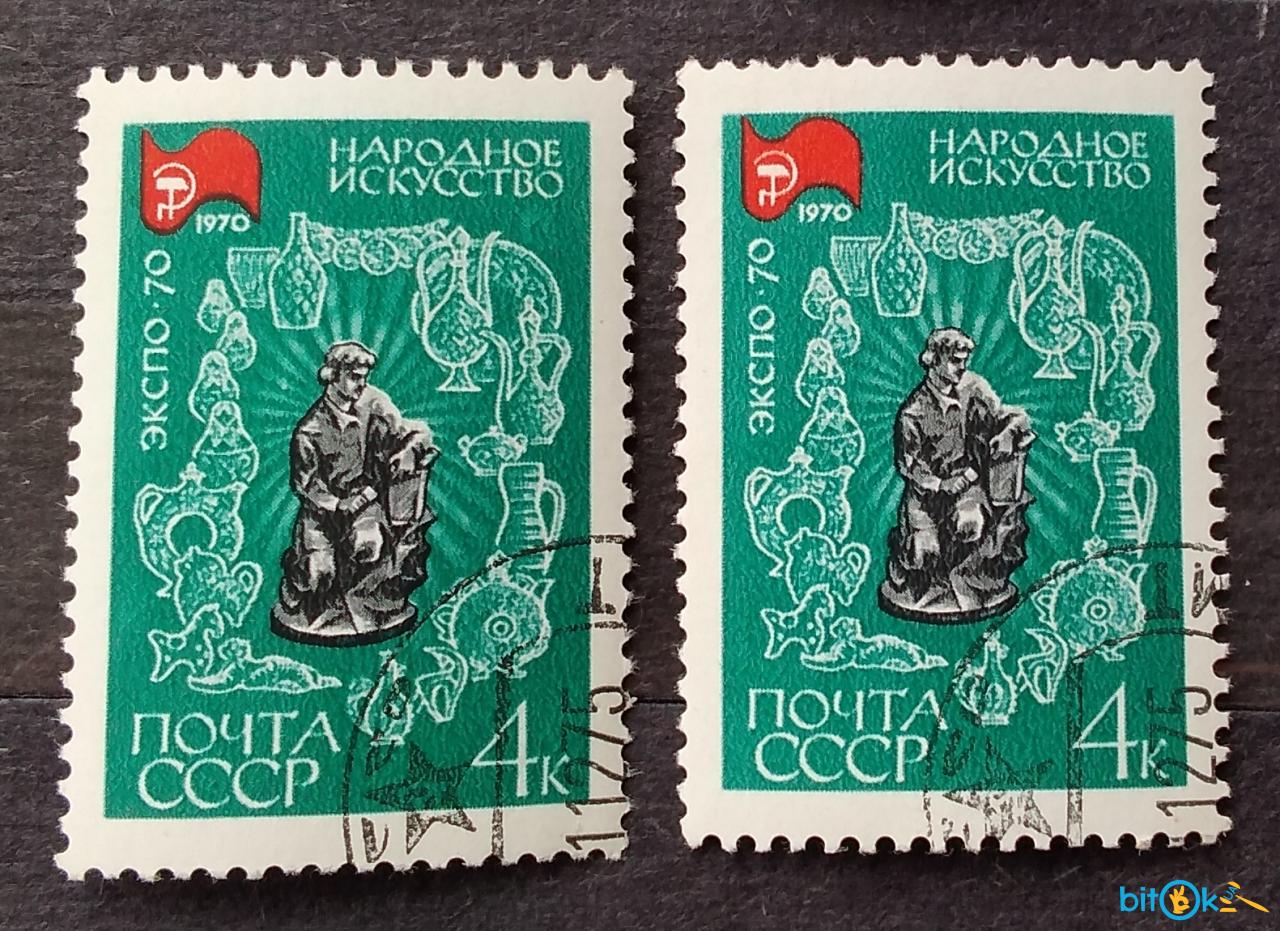 1970
НАРОДНОЕ
ИСКУССТВО
ЭКСПО·70
ПОЧТА
СССР
4к
1970
НАРОДНОЕ
ИСКУССТВО
ЭКСПО·70
ПОЧТА
СССР
4к
bitOk